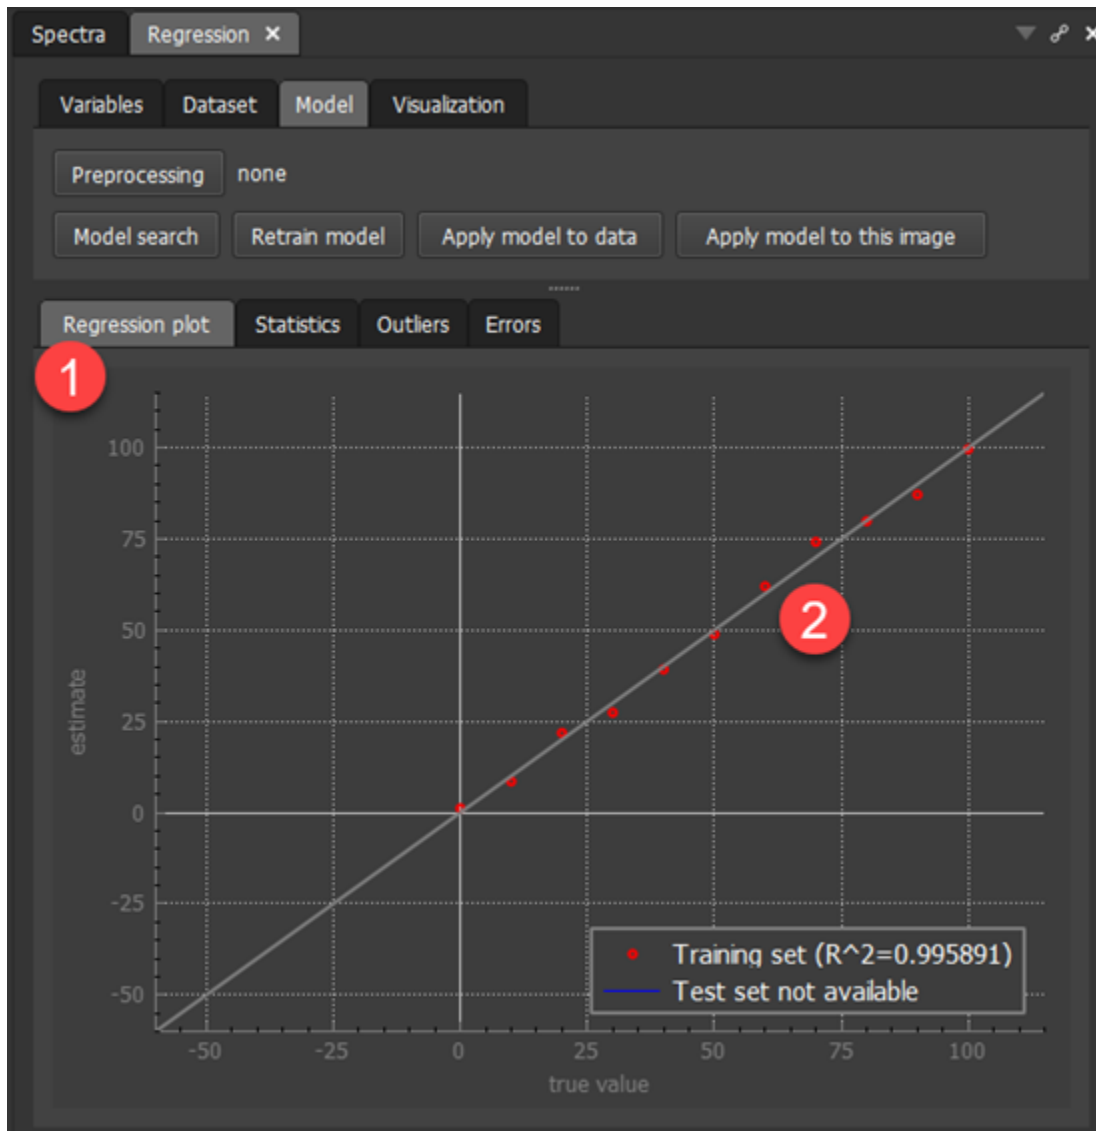 Spectra Regression ×
Variables Dataset Model Visualization
Preprocessing none
Model search Retrain model Apply model to data Apply model to this image
Regression plot Statistics Outliers Errors
1
100
75
2
50
estimate
25
0
-25
Training set (R^2=0.995891)
-50
Test set not available
-50 -25 0 25 50 75 100
true value